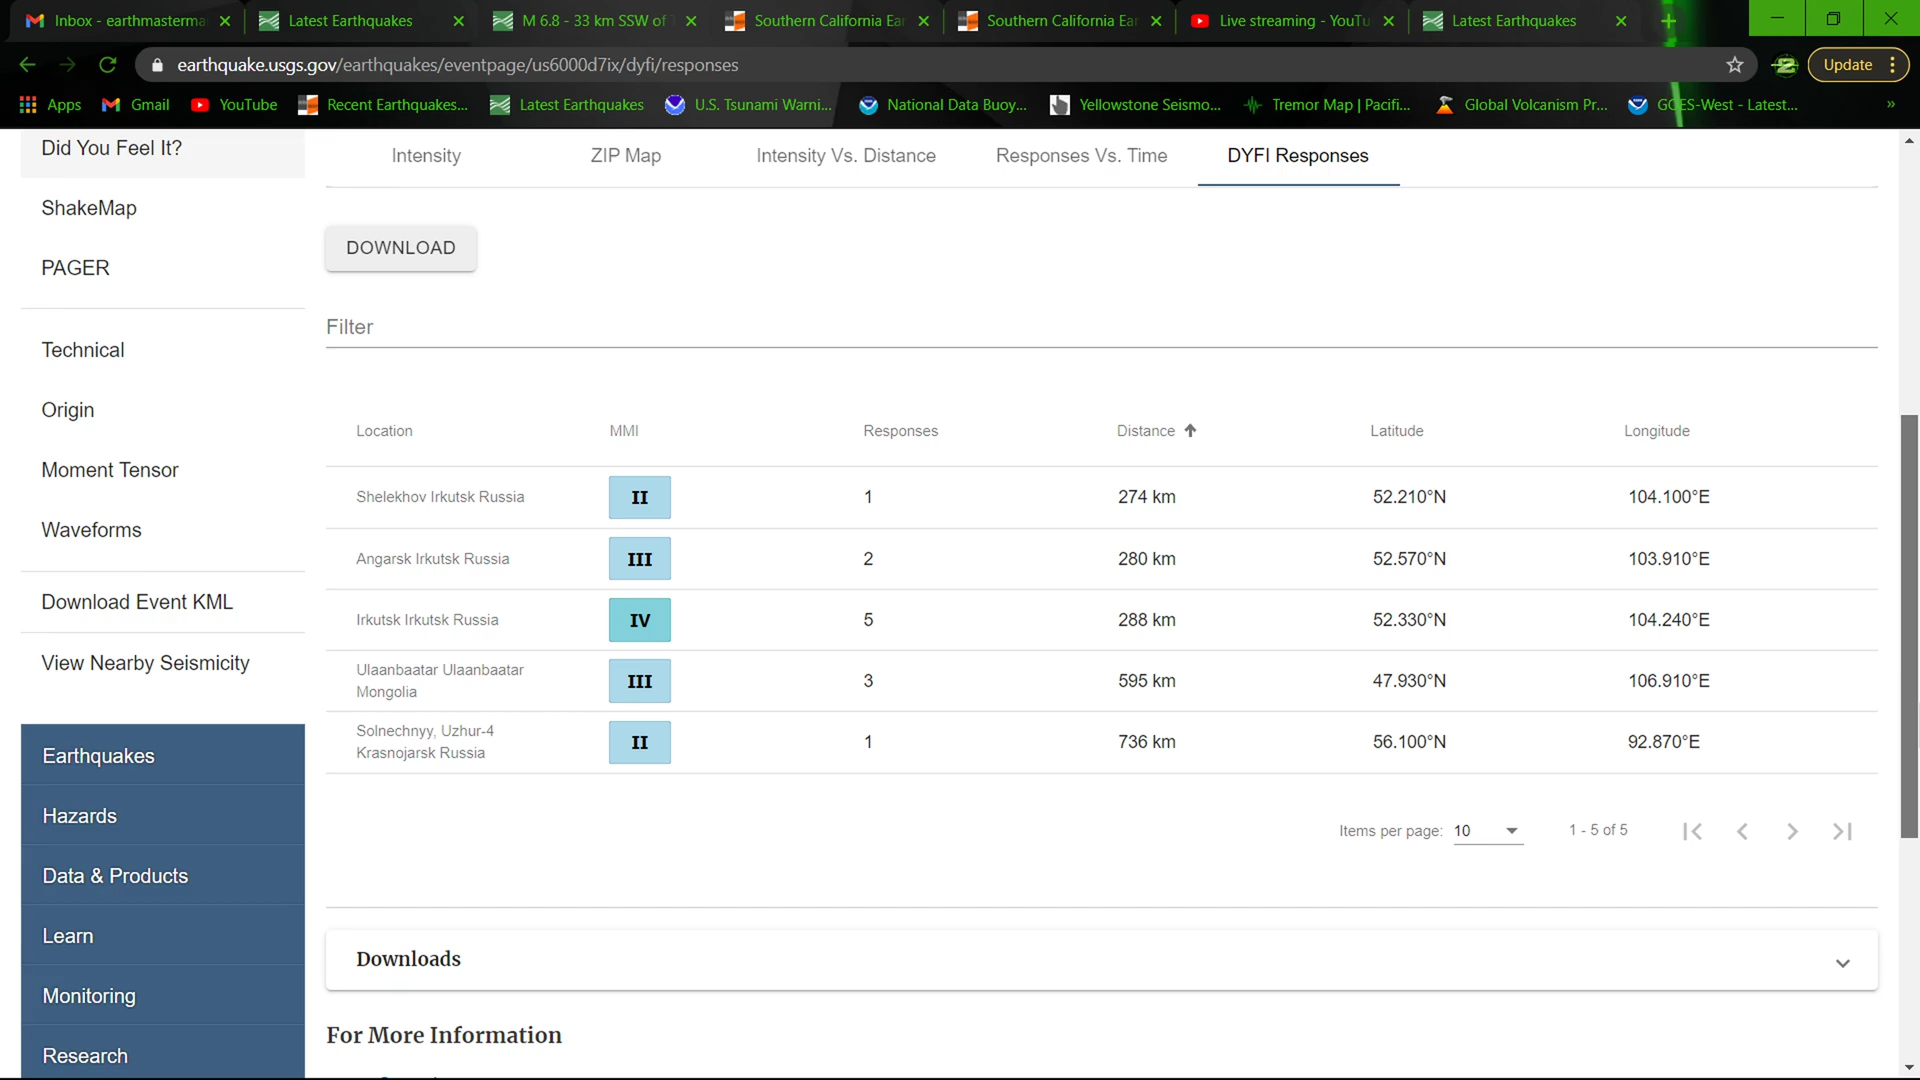 Inbox - earthmasterma
Latest Earthquakes
M 6.8 - 33 km SSW of
Southern California Ear
Southern California Ear
Live streaming - YouTu
Latest Earthquakes
earthquake.usgs.gov/earthquakes/eventpage/us6000d7ix/dyfi/responses
Update
Apps
Gmail
YouTube
Recent Earthquakes...
Latest Earthquakes
U.S. Tsunami Warni...
National Data Buoy...
Yellowstone Seismo...
Tremor Map | Pacifi...
Global Volcanism Pr...
GOES-West - Latest...
»
Did You Feel It?
ShakeMap
PAGER
Technical
Origin
Moment Tensor
Waveforms
Download Event KML
View Nearby Seismicity
Earthquakes
Hazards
Data & Products
Learn
Monitoring
Research
Intensity
ZIP Map
Intensity Vs. Distance
Responses Vs. Time
DYFI Responses
DOWNLOAD
Filter
Location MMI Responses Distance Latitude Longitude
Shelekhov Irkutsk Russia II 1 274 km 52.210°N 104.100°E
Angarsk Irkutsk Russia III 2 280 km 52.570°N 103.910°E
Irkutsk Irkutsk Russia IV 5 288 km 52.330°N 104.240°E
Ulaanbaatar Ulaanbaatar
Mongolia III 3 595 km 47.930°N 106.910°E
Solnechnyy, Uzhur-4
Krasnojarsk Russia II 1 736 km 56.100°N 92.870°E
Items per page: 10 1 - 5 of 5
Downloads
For More Information